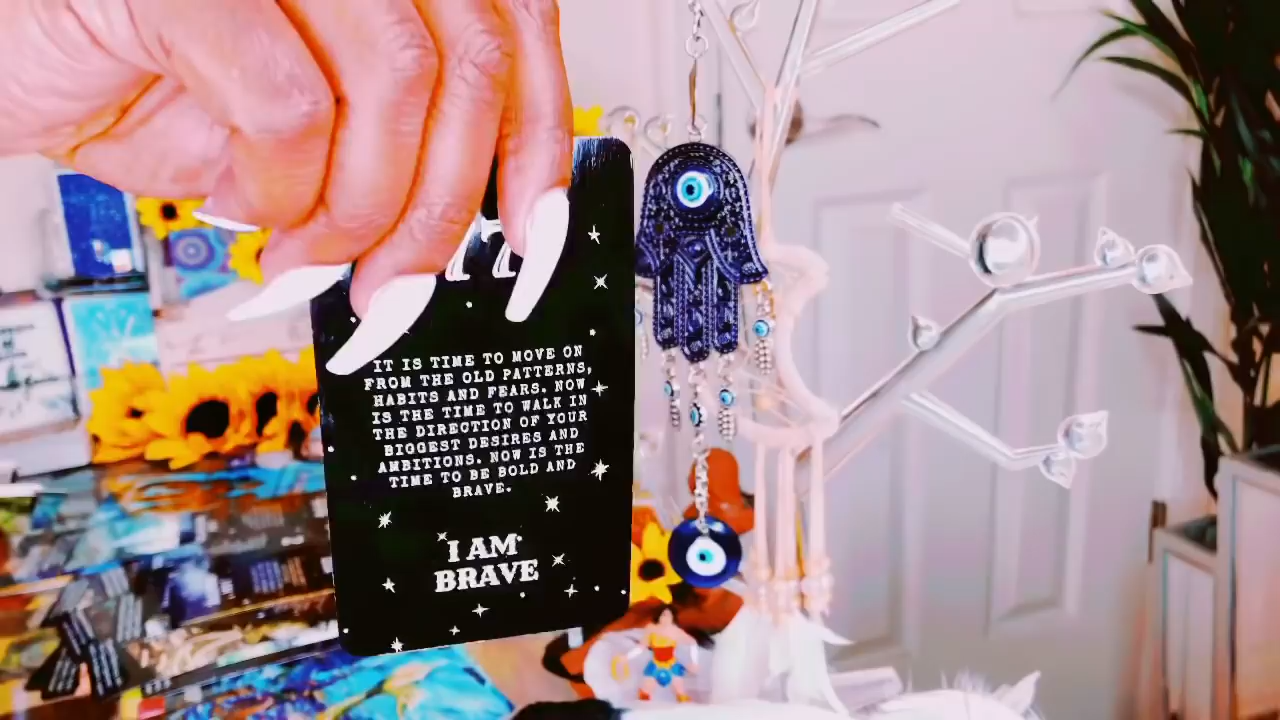 IT IS TIME TO MOVE ON
FROM THE OLD PATTERNS,
HABITS AND FEARS. NOW
IS THE TIME TO WALK IN
THE DIRECTION OF YOUR
BIGGEST DESIRES AND
AMBITIONS. NOW IS THE
TIME TO BE BOLD AND
BRAVE.
I AM
BRAVE